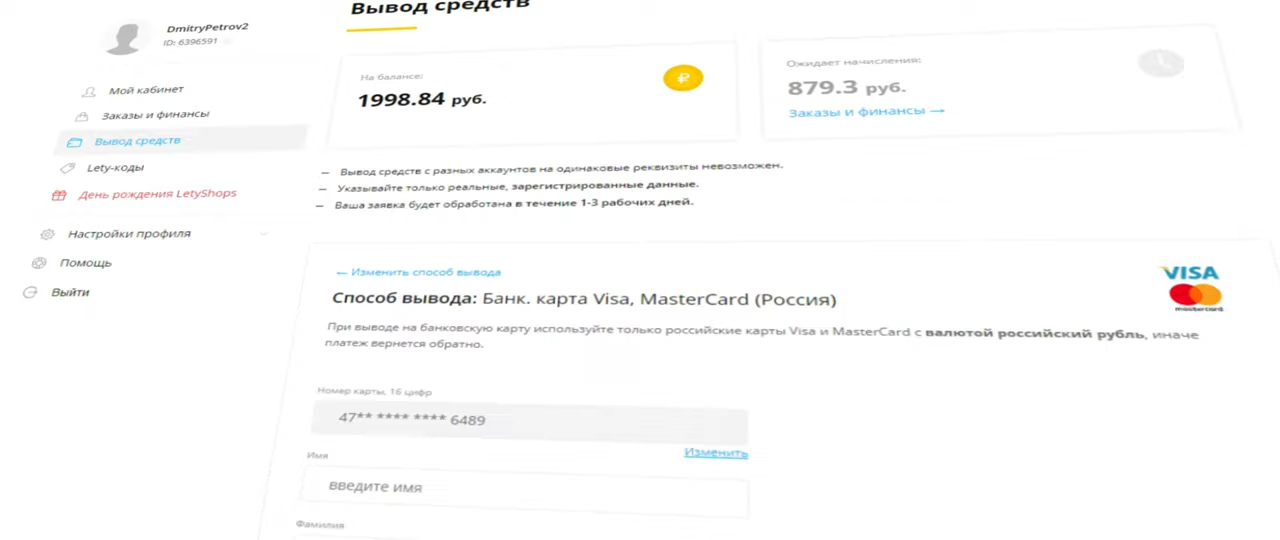 Вывод средств
DmitryPetrov2
ID: 6396591
Мой кабинет
Заказы и финансы
Вывод средств
Lety-коды
День рождения LetyShops
Настройки профиля
Помощь
Выйти
На балансе:
1998.84 руб.
₽
Ожидает начисления:
879.3 руб.
Заказы и финансы →
— Вывод средств с разных аккаунтов на одинаковые реквизиты невозможен.
— Указывайте только реальные, зарегистрированные данные.
— Ваша заявка будет обработана в течение 1-3 рабочих дней.
← Изменить способ вывода
VISA
mastercard
Способ вывода: Банк. карта Visa, MasterCard (Россия)
При выводе на банковскую карту используйте только российские карты Visa и MasterCard с валютой российский рубль, иначе
платеж вернется обратно.
Номер карты, 16 цифр
47** **** **** 6489
Изменить
Имя
введите имя
Фамилия